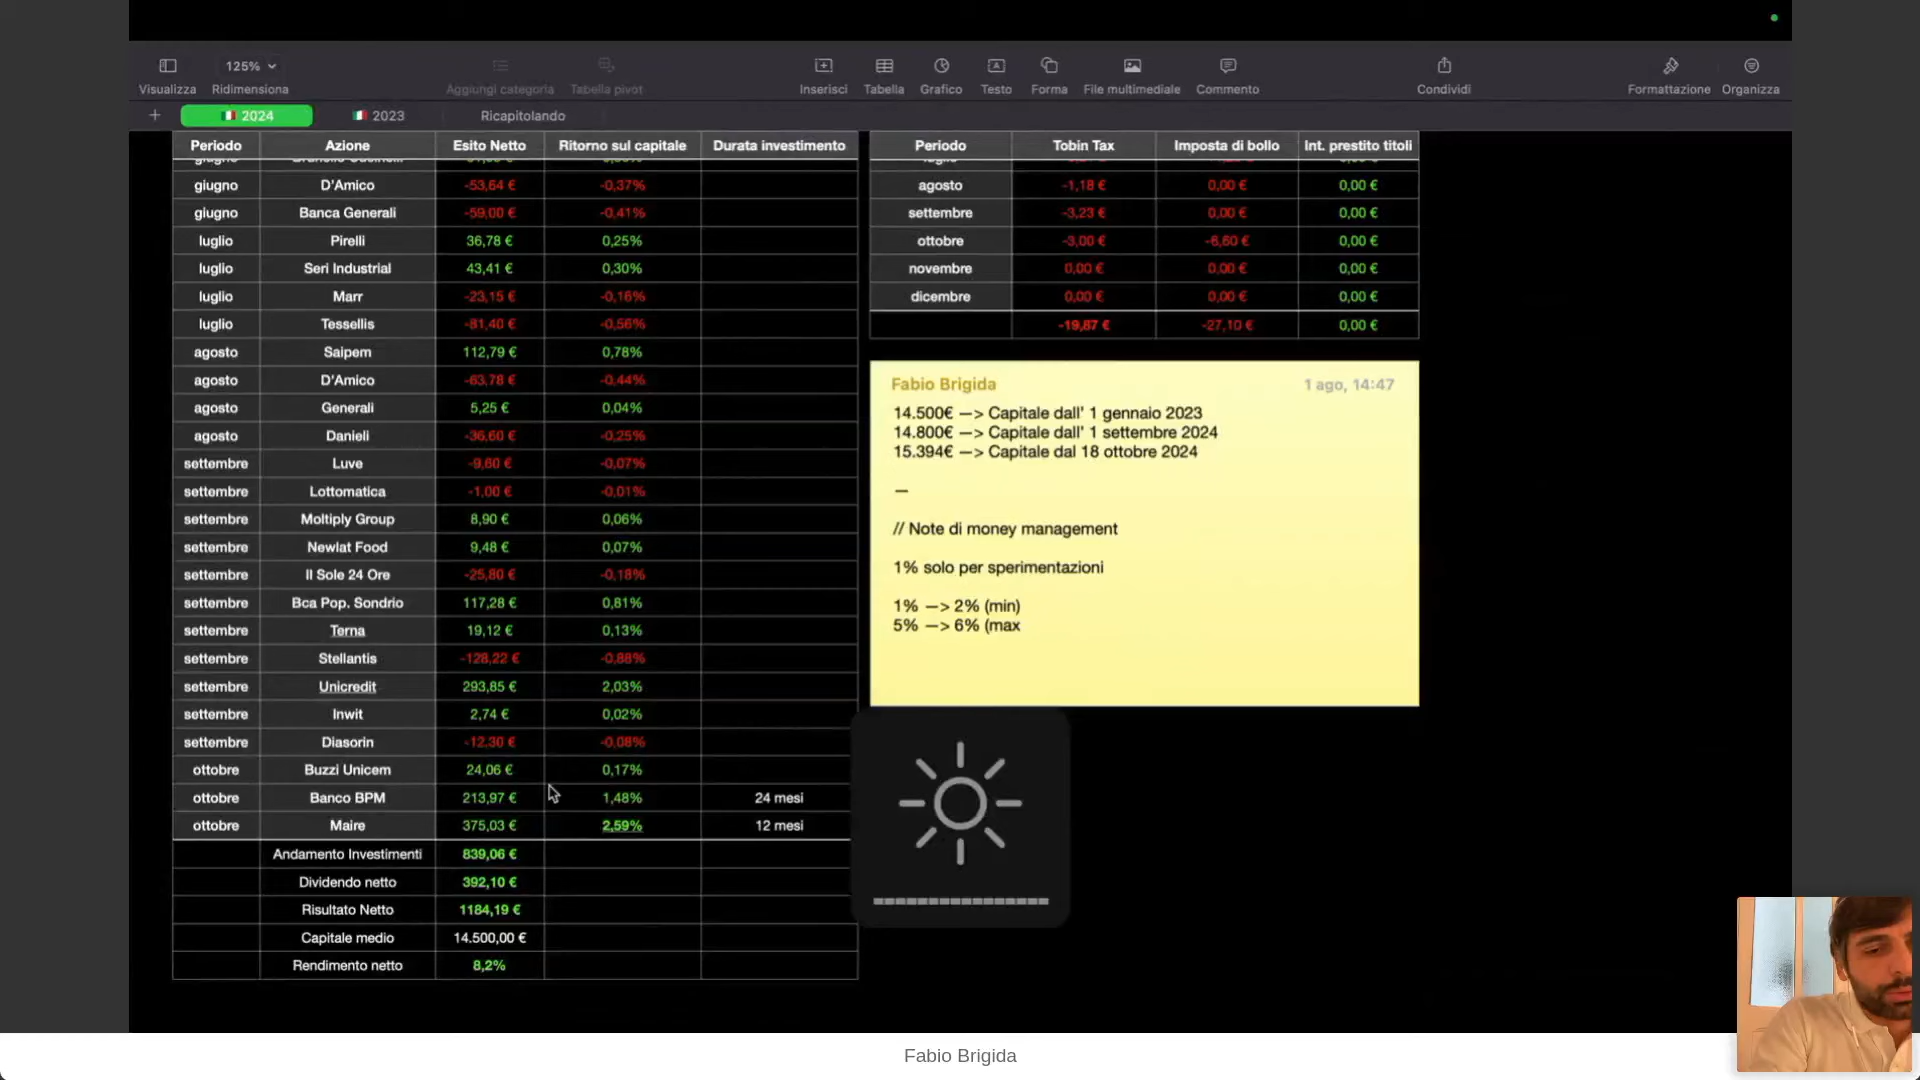 Visualizza
125%
Ridimensiona
Aggiungi categoria
Tabella pivot
Inserisci
Tabella
Grafico
Testo
Forma
File multimediale
Commento
Condividi
Formattazione
Organizza
+ 2024 2023 Ricapitolando
Periodo Azione Esito Netto Ritorno sul capitale Durata investimento
giugno
giugno D'Amico -53,64 € -0,37%
giugno Banca Generali -59,00 € -0,41%
luglio Pirelli 36,78 € 0,25%
luglio Seri Industrial 43,41 € 0,30%
luglio Marr -23,15 € -0,16%
luglio Tessellis -81,40 € -0,56%
agosto Saipem 112,79 € 0,78%
agosto D'Amico -63,78 € -0,44%
agosto Generali 5,25 € 0,04%
agosto Danieli -36,60 € -0,25%
settembre Luve -9,60 € -0,07%
settembre Lottomatica -1,00 € -0,01%
settembre Moltiply Group 8,90 € 0,06%
settembre Newlat Food 9,48 € 0,07%
settembre Il Sole 24 Ore -25,80 € -0,18%
settembre Bca Pop. Sondrio 117,28 € 0,81%
settembre Terna 19,12 € 0,13%
settembre Stellantis -128,22 € -0,88%
settembre Unicredit 293,85 € 2,03%
settembre Inwit 2,74 € 0,02%
settembre Diasorin -12,30 € -0,08%
ottobre Buzzi Unicem 24,06 € 0,17%
ottobre Banco BPM 213,97 € 1,48% 24 mesi
ottobre Maire 375,03 € 2,59% 12 mesi
Andamento Investimenti 839,06 €
Dividendo netto 392,10 €
Risultato Netto 1184,19 €
Capitale medio 14.500,00 €
Rendimento netto 8,2%
Periodo Tobin Tax Imposta di bollo Int. prestito titoli
luglio
agosto -1,18 € 0,00 € 0,00 €
settembre -3,23 € 0,00 € 0,00 €
ottobre -3,00 € -6,60 € 0,00 €
novembre 0,00 € 0,00 € 0,00 €
dicembre 0,00 € 0,00 € 0,00 €
-19,87 € -27,10 € 0,00 €
Fabio Brigida 1 ago, 14:47
14.500€ —> Capitale dall' 1 gennaio 2023
14.800€ —> Capitale dall' 1 settembre 2024
15.394€ —> Capitale dal 18 ottobre 2024
—
// Note di money management
1% solo per sperimentazioni
1% —> 2% (min)
5% —> 6% (max
Fabio Brigida